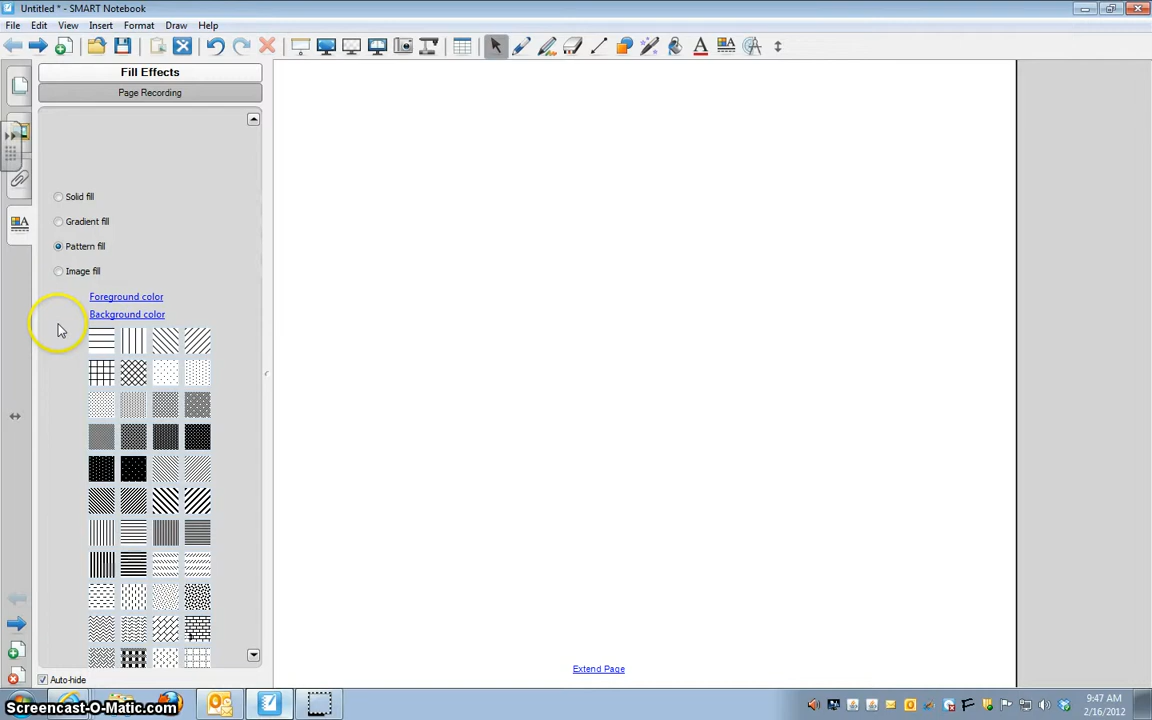 Untitled * - SMART Notebook
File Edit View Insert Format Draw Help
Fill Effects
Page Recording
Solid fill
Gradient fill
Pattern fill
Image fill
Foreground color
Background color
Extend Page
Auto-hide
Screencast-O-Matic.com
9:47 AM
2/16/2012